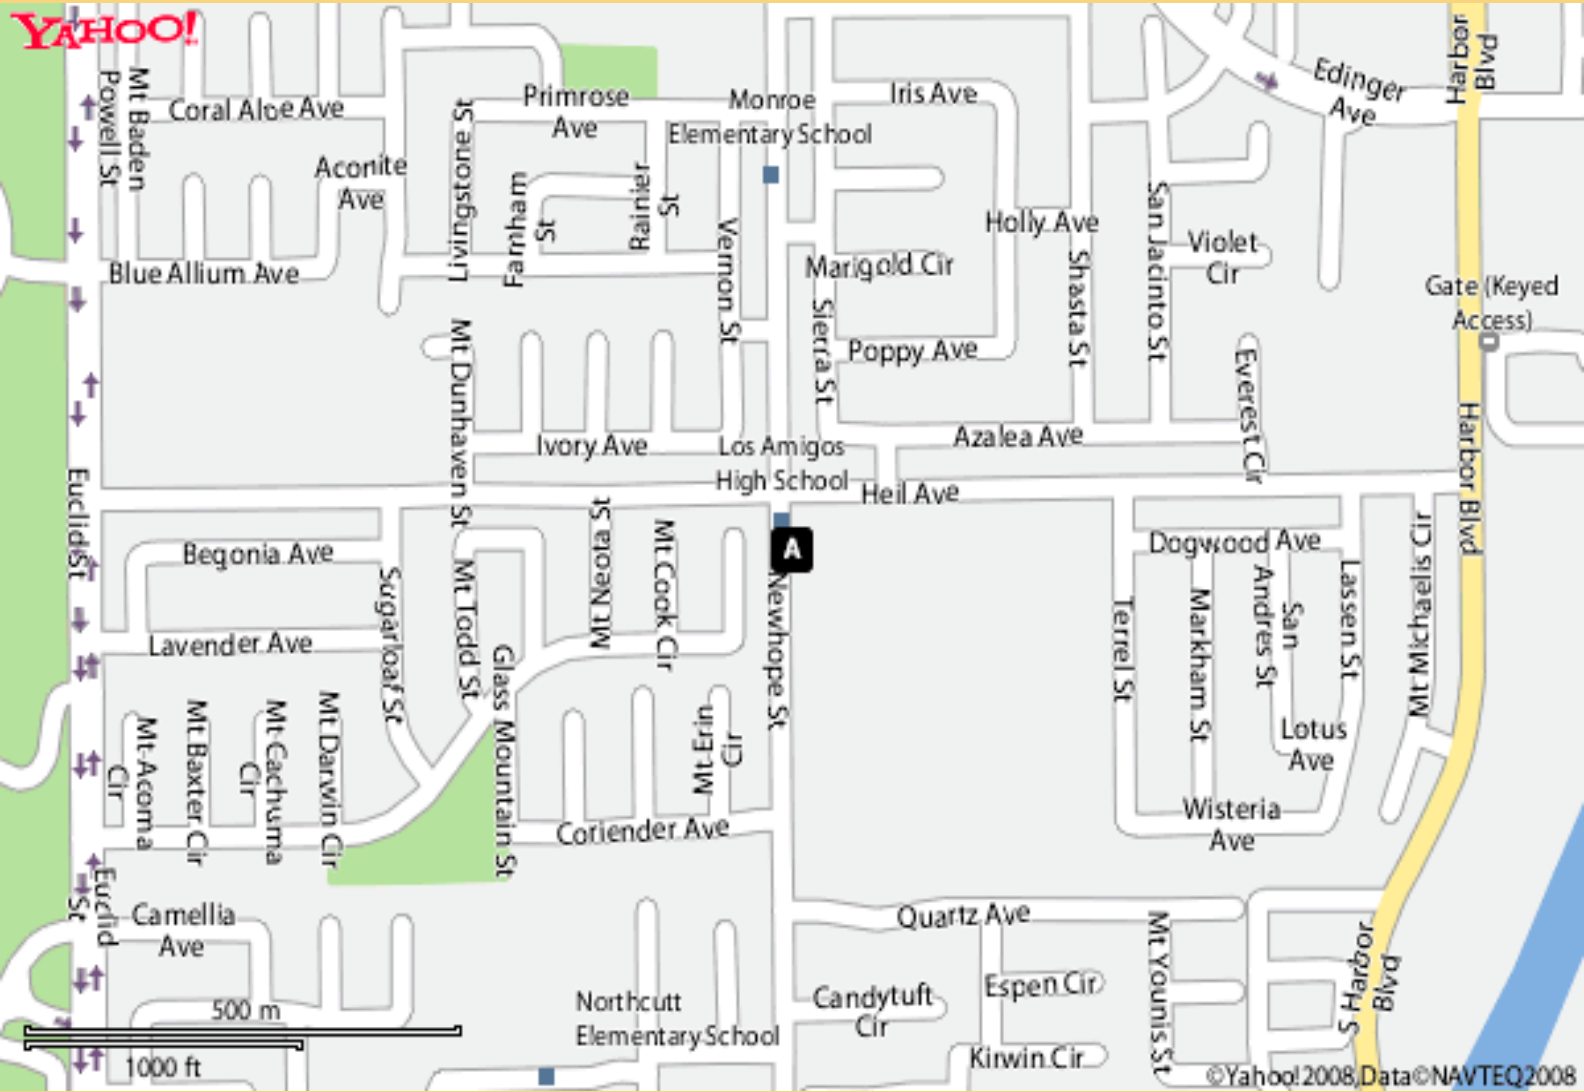 YAHOO!
Harbor
Blvd
Edinger
Ave
Powell St
Mt Baden
Coral Aloe Ave
Primrose
Ave
Monroe
Elementary School
Iris Ave
Livingstone St
Aconite
Ave
Farnham
St
Rainier
St
Vernon St
Holly Ave
San Jacinto St
Violet
Cir
Blue Allium Ave
Marigold Cir
Shasta St
Gate (Keyed
Access)
Sierra St
Poppy Ave
Mt Dunhaven St
Everest Cir
Ivory Ave
Los Amigos
High School
Azalea Ave
Harbor Blvd
Euclid St
Heil Ave
Begonia Ave
Mt Neota St
Mt Cook Cir
A
Dogwood Ave
Mt Michaelis Cir
Sugarloaf St
Mt Todd St
Newhope St
Terrel St
Markham St
San
Andres St
Lassen St
Lavender Ave
Glass Mountain St
Mt Acoma
Cir
Mt Baxter Cir
Mt Cachuma
Cir
Mt Darwin Cir
Mt Erin
Cir
Lotus
Ave
Coriender Ave
Wisteria
Ave
Euclid
St
Camellia
Ave
Quartz Ave
Mt Younis St
S Harbor
Blvd
500 m
1000 ft
Northcutt
Elementary School
Candytuft
Cir
Espen Cir
Kirwin Cir
©Yahoo! 2008, Data©NAVTEQ2008